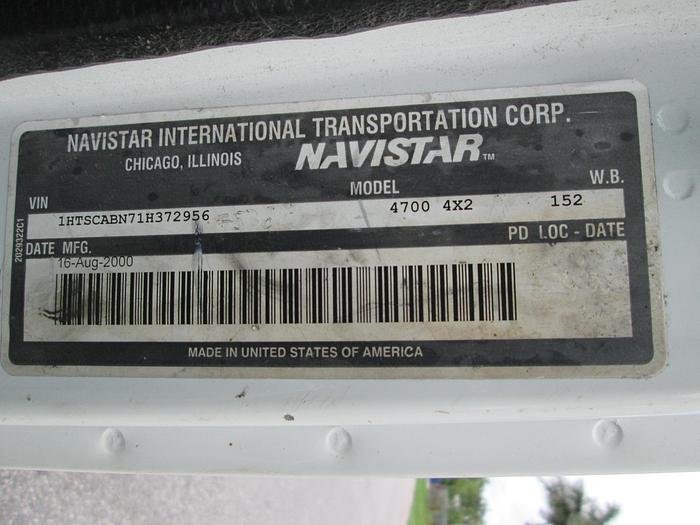 NAVISTAR INTERNATIONAL TRANSPORTATION CORP.
CHICAGO, ILLINOIS NAVISTAR™
VIN MODEL W.B.
1HTSCABN71H372956 4700 4X2 152
DATE MFG. PD LOC - DATE
16-Aug-2000
MADE IN UNITED STATES OF AMERICA
2029322C1